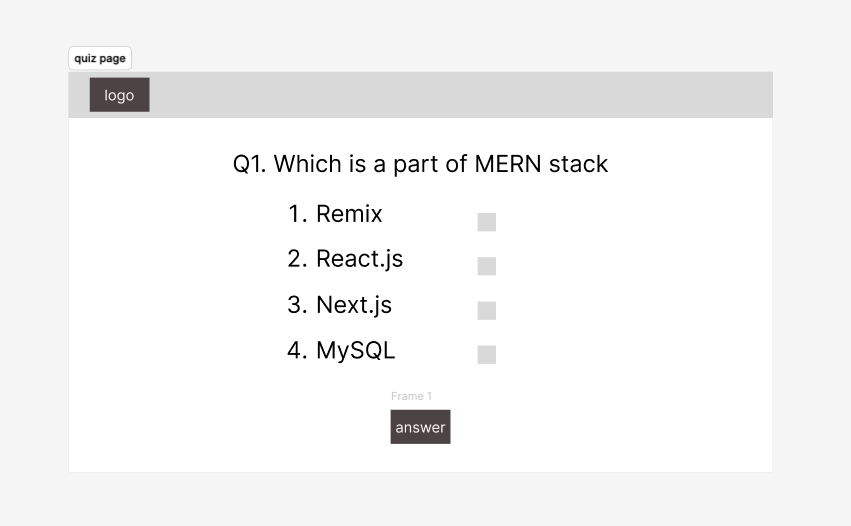 quiz page
logo
Q1. Which is a part of MERN stack
1. Remix
2. React.js
3. Next.js
4. MySQL
Frame 1
answer